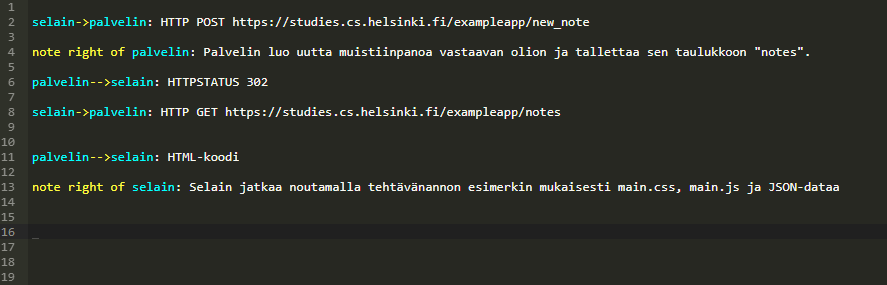 1
2 selain->palvelin: HTTP POST https://studies.cs.helsinki.fi/exampleapp/new_note
3
4 note right of palvelin: Palvelin luo uutta muistiinpanoa vastaavan olion ja tallettaa sen taulukkoon "notes".
5
6 palvelin-->selain: HTTPSTATUS 302
7
8 selain->palvelin: HTTP GET https://studies.cs.helsinki.fi/exampleapp/notes
9
10
11 palvelin-->selain: HTML-koodi
12
13 note right of selain: Selain jatkaa noutamalla tehtävänannon esimerkin mukaisesti main.css, main.js ja JSON-dataa
14
15
16
17
18
19